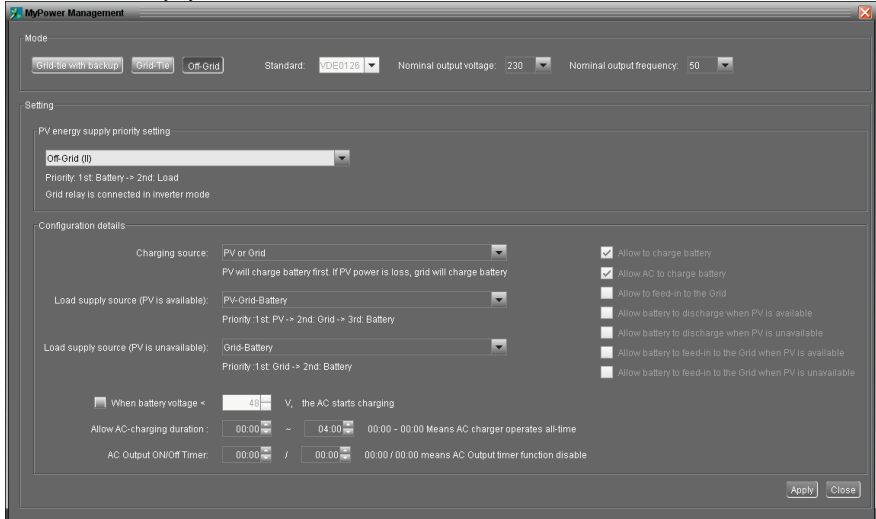 MyPower Management
Mode
Grid-tie with backup Grid-Tie Off-Grid Standard: VDE0126 Nominal output voltage: 230 Nominal output frequency: 50
Setting
PV energy supply priority setting
Off-Grid (II)
Priority: 1st: Battery -> 2nd: Load
Grid relay is connected in inverter mode
Configuration details
Charging source: PV or Grid
PV will charge battery first. If PV power is loss, grid will charge battery
Load supply source (PV is available): PV-Grid-Battery
Priority :1st: PV -> 2nd: Grid -> 3rd: Battery
Load supply source (PV is unavailable): Grid-Battery
Priority :1st: Grid -> 2nd: Battery
Allow to charge battery
Allow AC to charge battery
Allow to feed-in to the Grid
Allow battery to discharge when PV is available
Allow battery to discharge when PV is unavailable
Allow battery to feed-in to the Grid when PV is available
Allow battery to feed-in to the Grid when PV is unavailable
When battery voltage < 48 V, the AC starts charging
Allow AC-charging duration : 00:00 ~ 04:00 00:00 - 00:00 Means AC charger operates all-time
AC Output ON/Off Timer: 00:00 / 00:00 00:00 / 00:00 means AC Output timer function disable
Apply Close